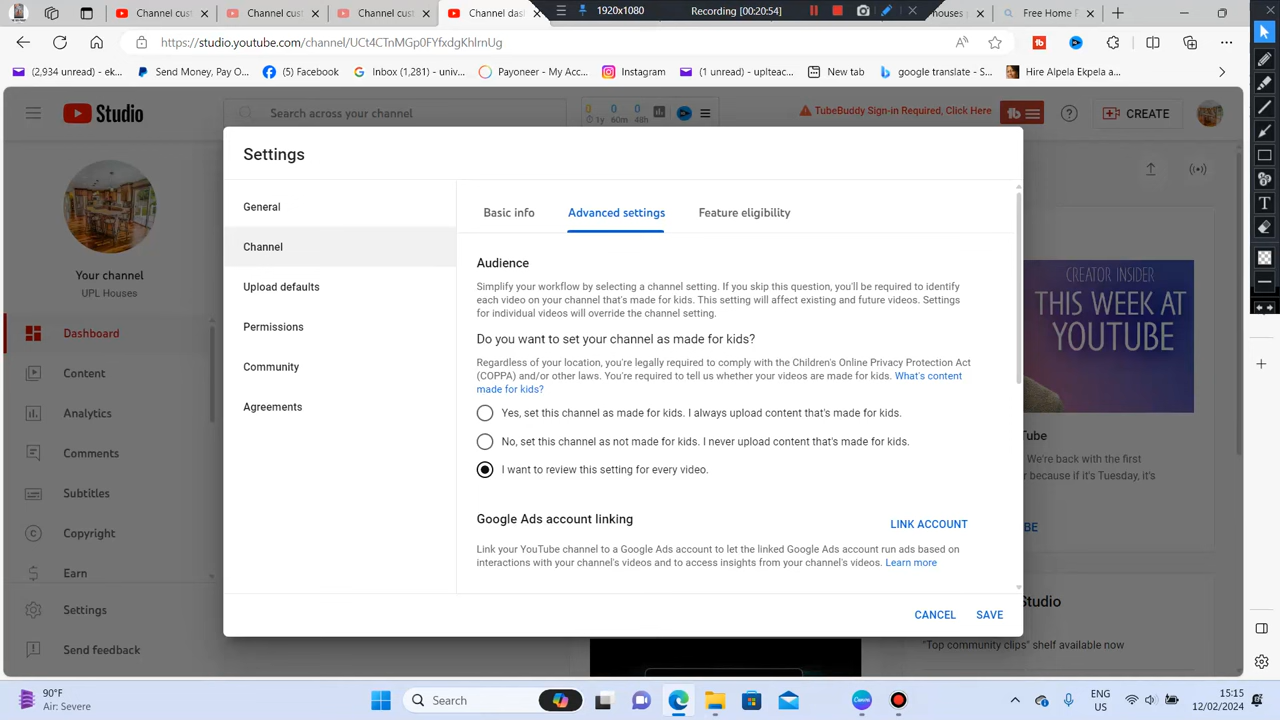 Channel c
Channel cus
Channel das
1920x1080
Recording [00:20:54]
houses
Free Home F
https://studio.youtube.com/channel/UCt4CTnMGp0FYfxdgKhlrnUg
(2,934 unread) - ek...
Send Money, Pay O...
(5) Facebook
Inbox (1,281) - univ...
Payoneer - My Acc...
Instagram
(1 unread) - uplteac...
New tab
google translate - S...
Hire Alpela Ekpela a...
Studio
Search across your channel
0 0 0
1y 60m 48h
TubeBuddy Sign-in Required, Click Here
CREATE
Settings
General
Channel
Upload defaults
Permissions
Community
Agreements
Basic info
Advanced settings
Feature eligibility
Audience
Simplify your workflow by selecting a channel setting. If you skip this question, you'll be required to identify
each video on your channel that's made for kids. This setting will affect existing and future videos. Settings
for individual videos will override the channel setting.
Do you want to set your channel as made for kids?
Regardless of your location, you're legally required to comply with the Children's Online Privacy Protection Act
(COPPA) and/or other laws. You're required to tell us whether your videos are made for kids. What's content
made for kids?
Yes, set this channel as made for kids. I always upload content that's made for kids.
No, set this channel as not made for kids. I never upload content that's made for kids.
I want to review this setting for every video.
Google Ads account linking
LINK ACCOUNT
Link your YouTube channel to a Google Ads account to let the linked Google Ads account run ads based on
interactions with your channel's videos and to access insights from your channel's videos. Learn more
CANCEL
SAVE
Your channel
UPL Houses
Dashboard
Content
Analytics
Comments
Subtitles
Copyright
Earn
Settings
Send feedback
CREATOR INSIDER
THIS WEEK AT
YOUTUBE
Tube
We're back with the first
because if it's Tuesday, it's
BE
Studio
"Top community clips" shelf available now
90°F
Air: Severe
Search
ENG
US
15:15
12/02/2024